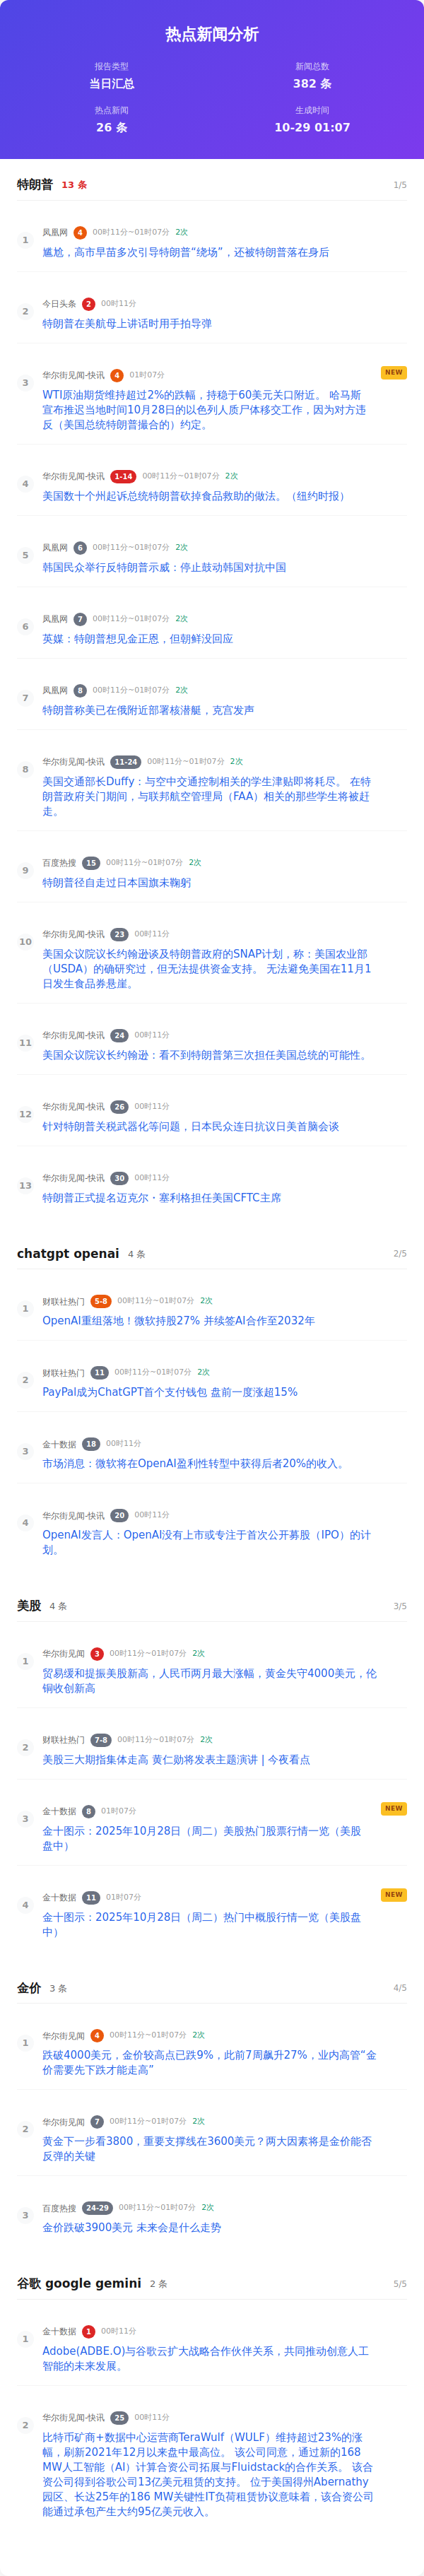 热点新闻分析
报告类型
当日汇总
新闻总数
382 条
热点新闻
26 条
生成时间
10-29 01:07
特朗普 13 条 1/5
1
凤凰网 4 00时11分~01时07分 2次
尴尬，高市早苗多次引导特朗普“绕场”，还被特朗普落在身后
2
今日头条 2 00时11分
特朗普在美航母上讲话时用手拍导弹
3
华尔街见闻-快讯 4 01时07分 NEW
WTI原油期货维持超过2%的跌幅，持稳于60美元关口附近。 哈马斯
宣布推迟当地时间10月28日的以色列人质尸体移交工作，因为对方违
反（美国总统特朗普撮合的）约定。
4
华尔街见闻-快讯 1-14 00时11分~01时07分 2次
美国数十个州起诉总统特朗普砍掉食品救助的做法。（纽约时报）
5
凤凰网 6 00时11分~01时07分 2次
韩国民众举行反特朗普示威：停止鼓动韩国对抗中国
6
凤凰网 7 00时11分~01时07分 2次
英媒：特朗普想见金正恩，但朝鲜没回应
7
凤凰网 8 00时11分~01时07分 2次
特朗普称美已在俄附近部署核潜艇，克宫发声
8
华尔街见闻-快讯 11-24 00时11分~01时07分 2次
美国交通部长Duffy：与空中交通控制相关的学生津贴即将耗尽。 在特
朗普政府关门期间，与联邦航空管理局（FAA）相关的那些学生将被赶
走。
9
百度热搜 15 00时11分~01时07分 2次
特朗普径自走过日本国旗未鞠躬
10
华尔街见闻-快讯 23 00时11分
美国众议院议长约翰逊谈及特朗普政府的SNAP计划，称：美国农业部
（USDA）的确研究过，但无法提供资金支持。 无法避免美国在11月1
日发生食品券悬崖。
11
华尔街见闻-快讯 24 00时11分
美国众议院议长约翰逊：看不到特朗普第三次担任美国总统的可能性。
12
华尔街见闻-快讯 26 00时11分
针对特朗普关税武器化等问题，日本民众连日抗议日美首脑会谈
13
华尔街见闻-快讯 30 00时11分
特朗普正式提名迈克尔・塞利格担任美国CFTC主席
chatgpt openai 4 条 2/5
1
财联社热门 5-8 00时11分~01时07分 2次
OpenAI重组落地！微软持股27% 并续签AI合作至2032年
2
财联社热门 11 00时11分~01时07分 2次
PayPal成为ChatGPT首个支付钱包 盘前一度涨超15%
3
金十数据 18 00时11分
市场消息：微软将在OpenAI盈利性转型中获得后者20%的收入。
4
华尔街见闻-快讯 20 00时11分
OpenAI发言人：OpenAI没有上市或专注于首次公开募股（IPO）的计
划。
美股 4 条 3/5
1
华尔街见闻 3 00时11分~01时07分 2次
贸易缓和提振美股新高，人民币两月最大涨幅，黄金失守4000美元，伦
铜收创新高
2
财联社热门 7-8 00时11分~01时07分 2次
美股三大期指集体走高 黄仁勋将发表主题演讲 | 今夜看点
3
金十数据 8 01时07分 NEW
金十图示：2025年10月28日（周二）美股热门股票行情一览（美股
盘中）
4
金十数据 11 01时07分 NEW
金十图示：2025年10月28日（周二）热门中概股行情一览（美股盘
中）
金价 3 条 4/5
1
华尔街见闻 4 00时11分~01时07分 2次
跌破4000美元，金价较高点已跌9%，此前7周飙升27%，业内高管“金
价需要先下跌才能走高”
2
华尔街见闻 7 00时11分~01时07分 2次
黄金下一步看3800，重要支撑线在3600美元？两大因素将是金价能否
反弹的关键
3
百度热搜 24-29 00时11分~01时07分 2次
金价跌破3900美元 未来会是什么走势
谷歌 google gemini 2 条 5/5
1
金十数据 1 00时11分
Adobe(ADBE.O)与谷歌云扩大战略合作伙伴关系，共同推动创意人工
智能的未来发展。
2
华尔街见闻-快讯 25 00时11分
比特币矿商+数据中心运营商TeraWulf（WULF）维持超过23%的涨
幅，刷新2021年12月以来盘中最高位。 该公司同意，通过新的168
MW人工智能（AI）计算合资公司拓展与Fluidstack的合作关系。 该合
资公司得到谷歌公司13亿美元租赁的支持。 位于美国得州Abernathy
园区、长达25年的186 MW关键性IT负荷租赁协议意味着，该合资公司
能通过承包产生大约95亿美元收入。